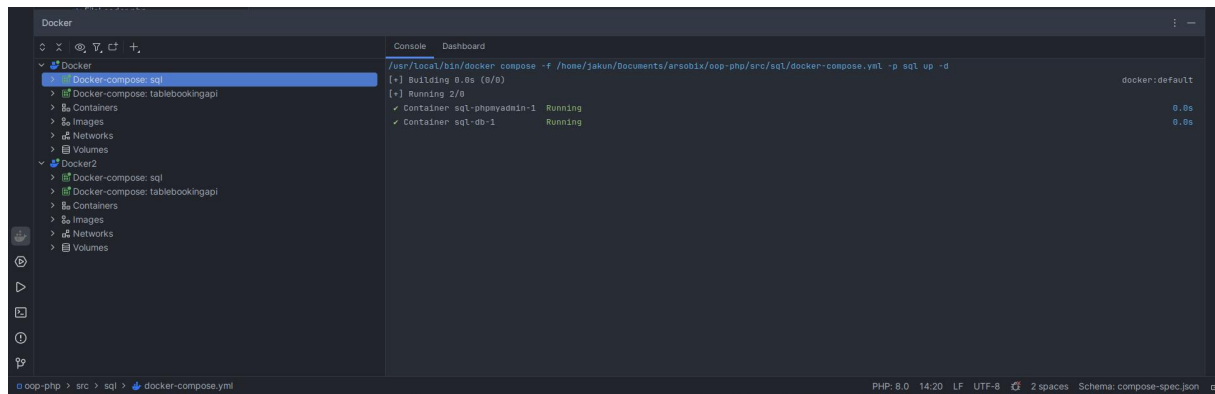 Docker
Console Dashboard
Docker
Docker-compose: sql
Docker-compose: tablebookingapi
Containers
Images
Networks
Volumes
Docker2
Docker-compose: sql
Docker-compose: tablebookingapi
Containers
Images
Networks
Volumes
/usr/local/bin/docker compose -f /home/jakun/Documents/arsobix/oop-php/src/sql/docker-compose.yml -p sql up -d
[+] Building 0.0s (0/0) docker:default
[+] Running 2/0
✔ Container sql-phpmyadmin-1 Running 0.0s
✔ Container sql-db-1 Running 0.0s
oop-php > src > sql > docker-compose.yml PHP: 8.0 14:20 LF UTF-8 2 spaces Schema: compose-spec.json